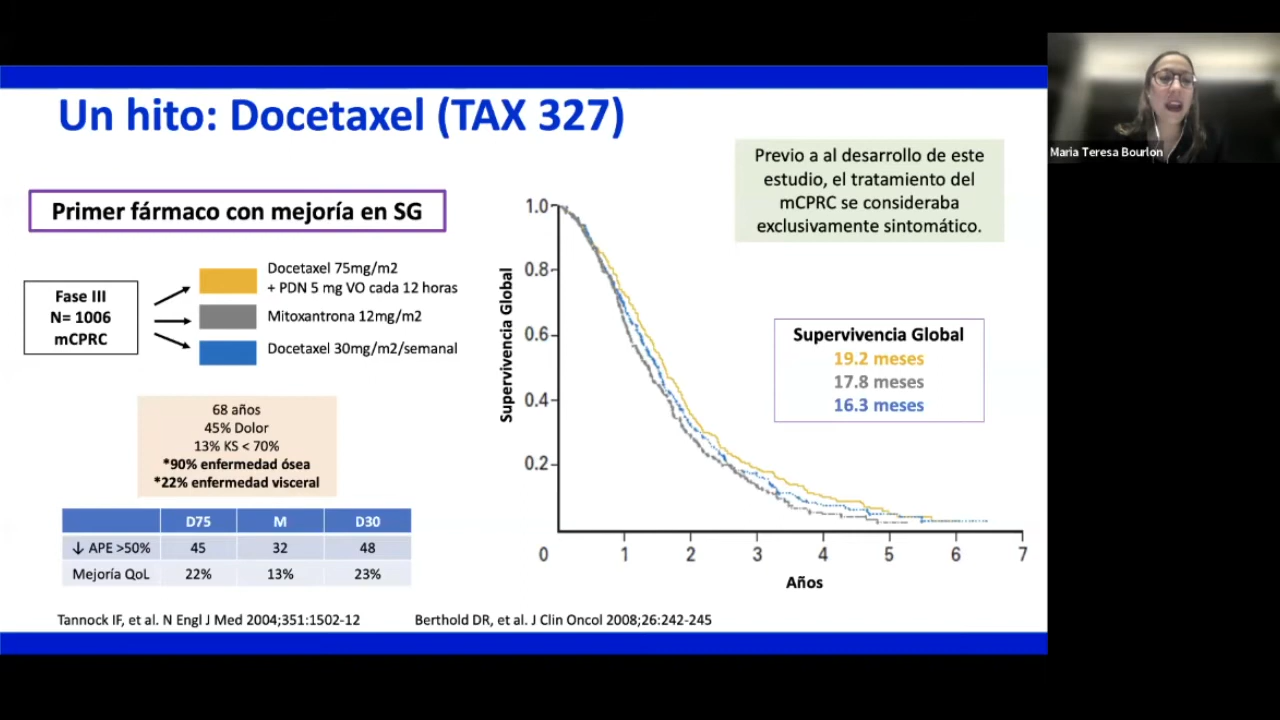 Un hito: Docetaxel (TAX 327)
Maria Teresa Bourlon
Previo a al desarrollo de este
estudio, el tratamiento del
mCPRC se consideraba
exclusivamente sintomático.
Primer fármaco con mejoría en SG
Fase III
N= 1006
mCPRC
Docetaxel 75mg/m2
+ PDN 5 mg VO cada 12 horas
Mitoxantrona 12mg/m2
Docetaxel 30mg/m2/semanal
68 años
45% Dolor
13% KS < 70%
*90% enfermedad ósea
*22% enfermedad visceral
D75 M D30
↓ APE >50% 45 32 48
Mejoría QoL 22% 13% 23%
Supervivencia Global
1.0
0.8
0.6
0.4
0.2
0 1 2 3 4 5 6 7
Años
Supervivencia Global
19.2 meses
17.8 meses
16.3 meses
Tannock IF, et al. N Engl J Med 2004;351:1502-12
Berthold DR, et al. J Clin Oncol 2008;26:242-245